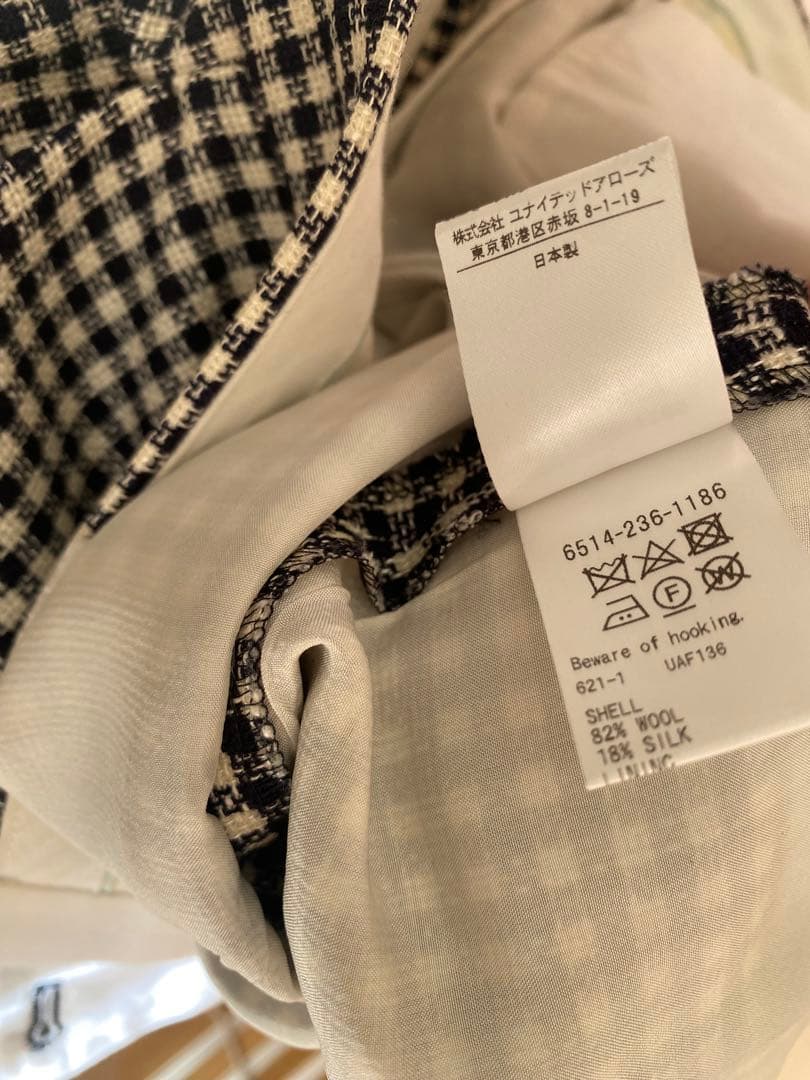 株式会社 ユナイテッドアローズ
東京都港区赤坂 8-1-19
日本製
6514-236-1186
F
W
Beware of hooking.
621-1 UAF136
SHELL
82% WOOL
18% SILK
LINING